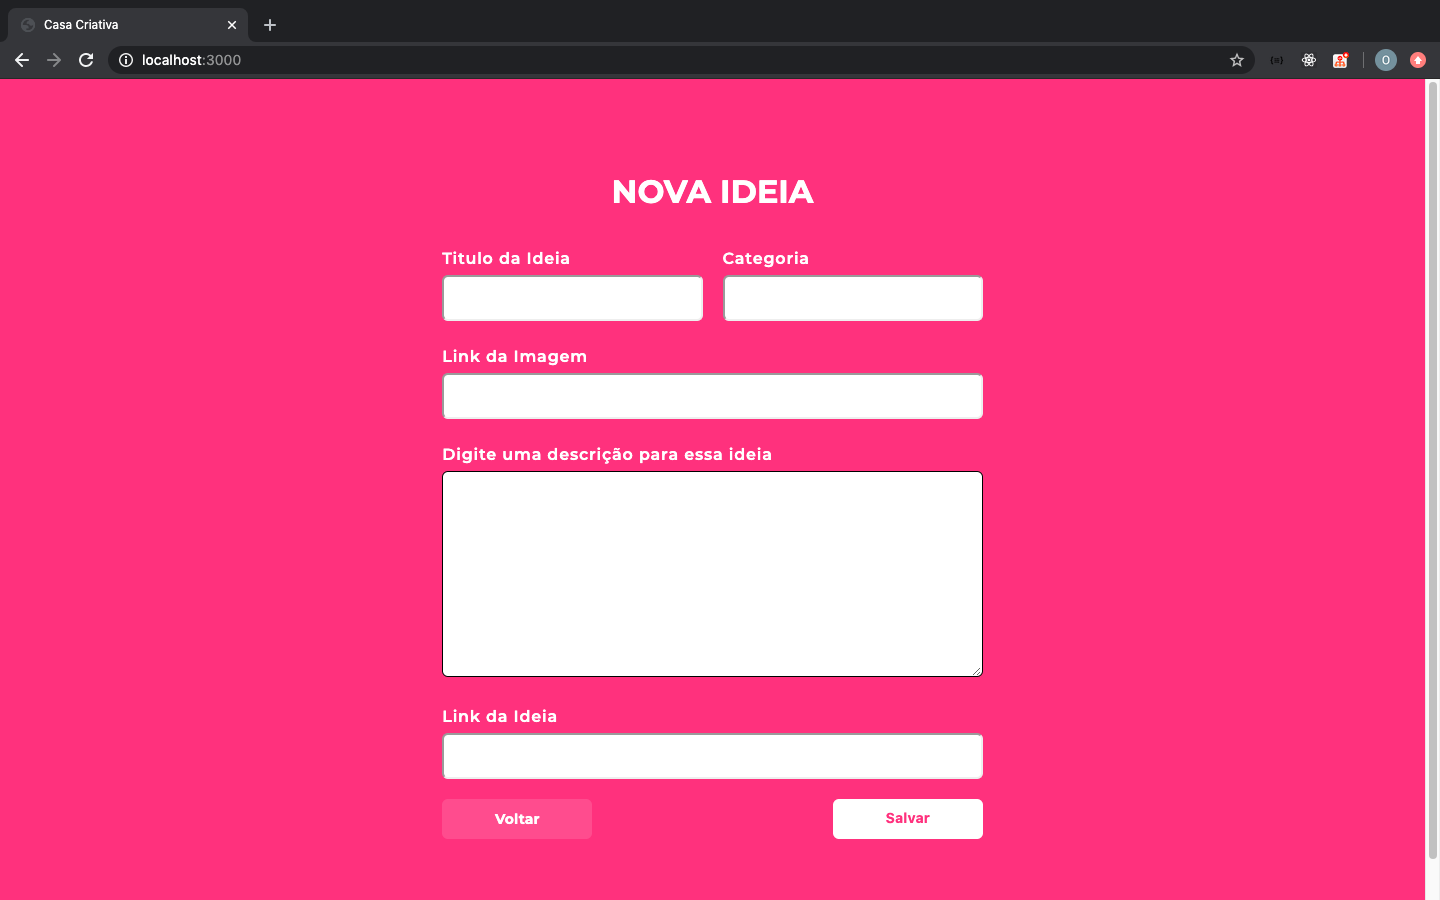 Casa Criativa
localhost:3000
O
NOVA IDEIA
Titulo da Ideia Categoria
Link da Imagem
Digite uma descrição para essa ideia
Link da Ideia
Voltar Salvar